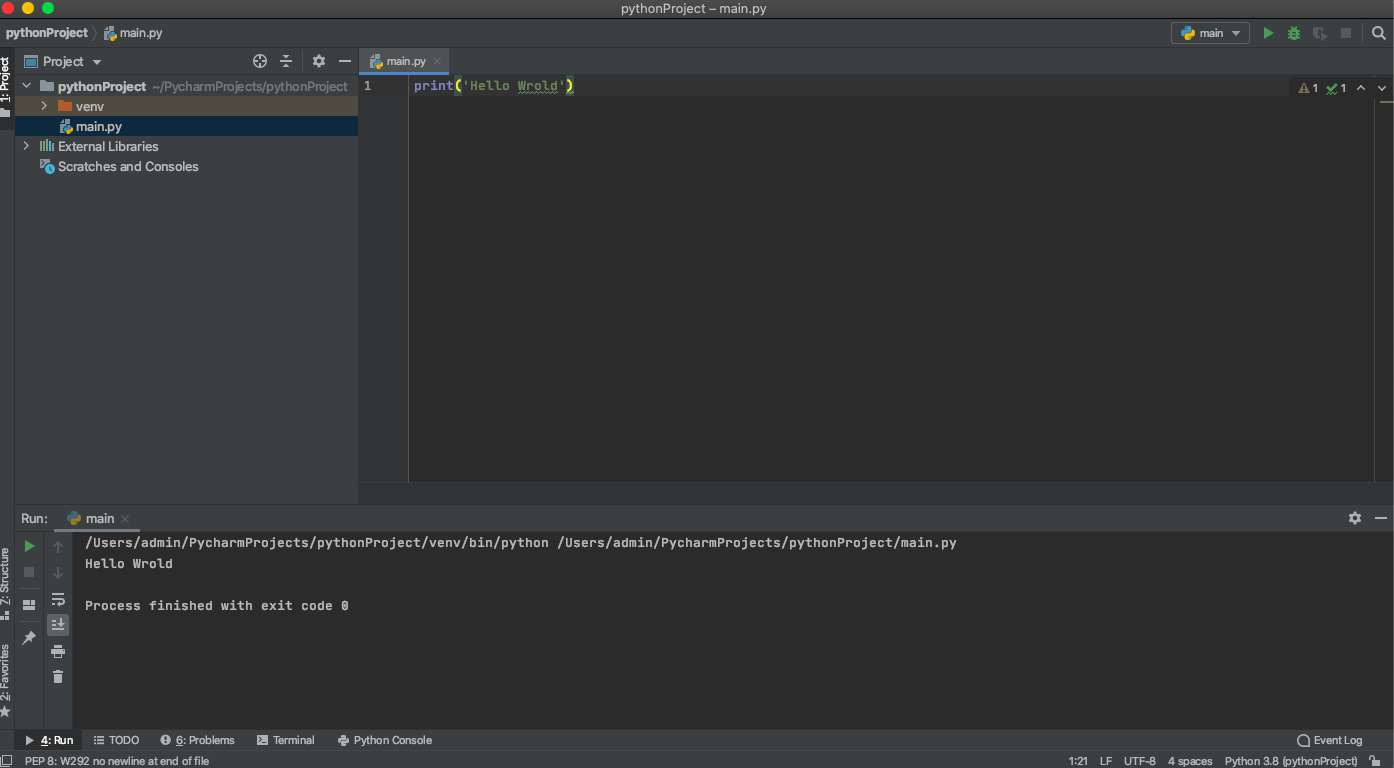 pythonProject – main.py
pythonProject main.py
main
1: Project
Project
main.py
pythonProject ~/PycharmProjects/pythonProject
venv
main.py
External Libraries
Scratches and Consoles
1 print('Hello Wrold')
1 1
Run: main
/Users/admin/PycharmProjects/pythonProject/venv/bin/python /Users/admin/PycharmProjects/pythonProject/main.py
Hello Wrold
Process finished with exit code 0
7: Structure
2: Favorites
4: Run TODO 6: Problems Terminal Python Console Event Log
PEP 8: W292 no newline at end of file 1:21 LF UTF-8 4 spaces Python 3.8 (pythonProject)